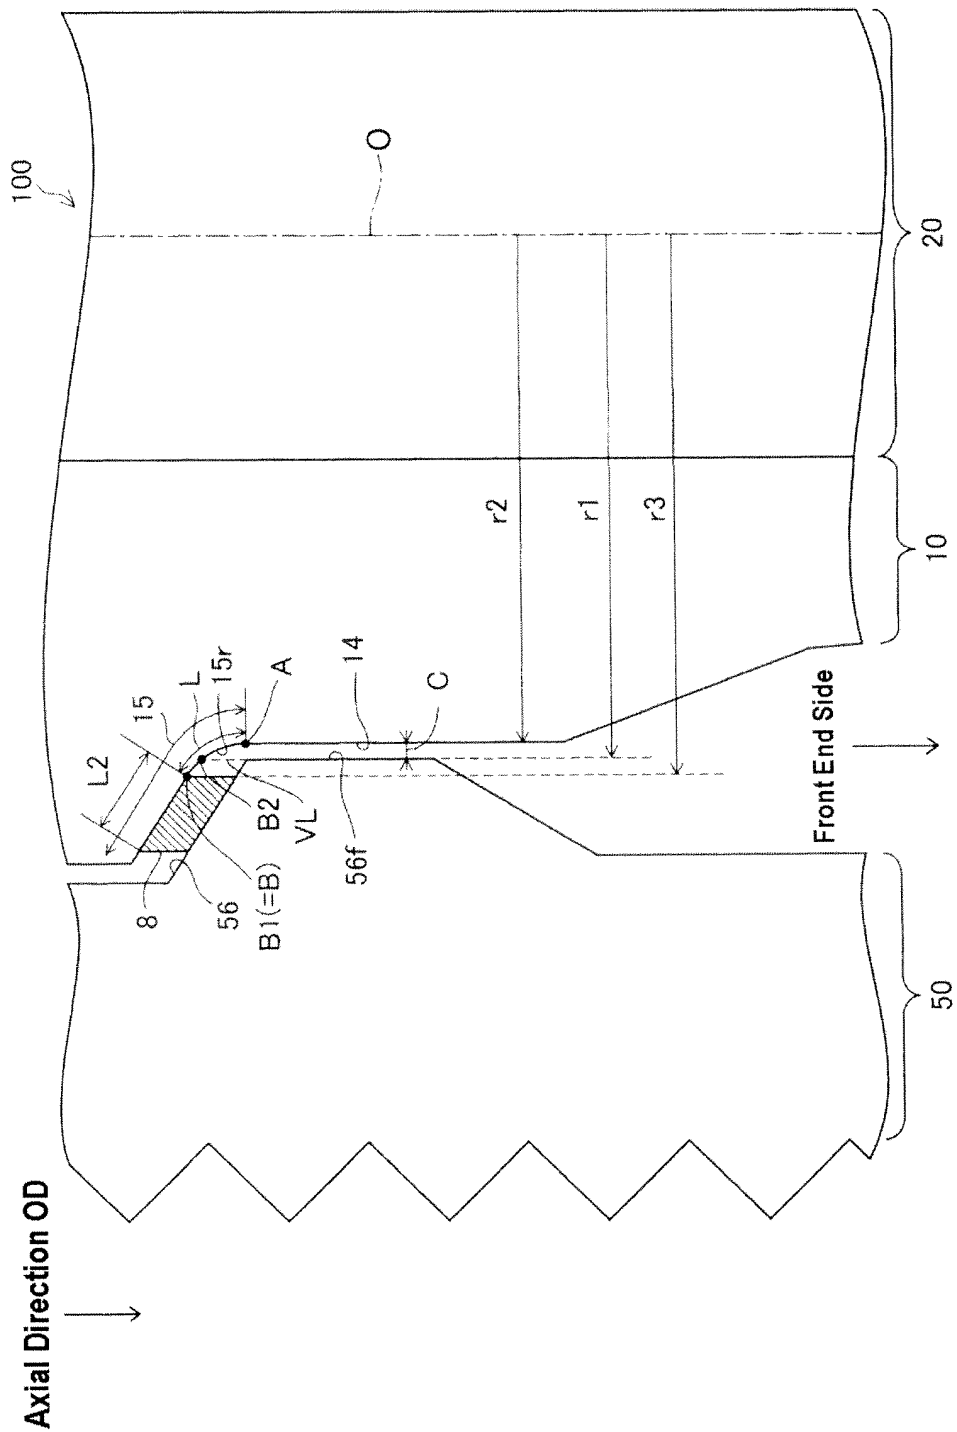 Axial Direction OD
100
O
L2
15
L
15r
A
14
C
r2
r1
r3
8
56
B1(=B)
B2
VL
56f
Front End Side
20
10
50